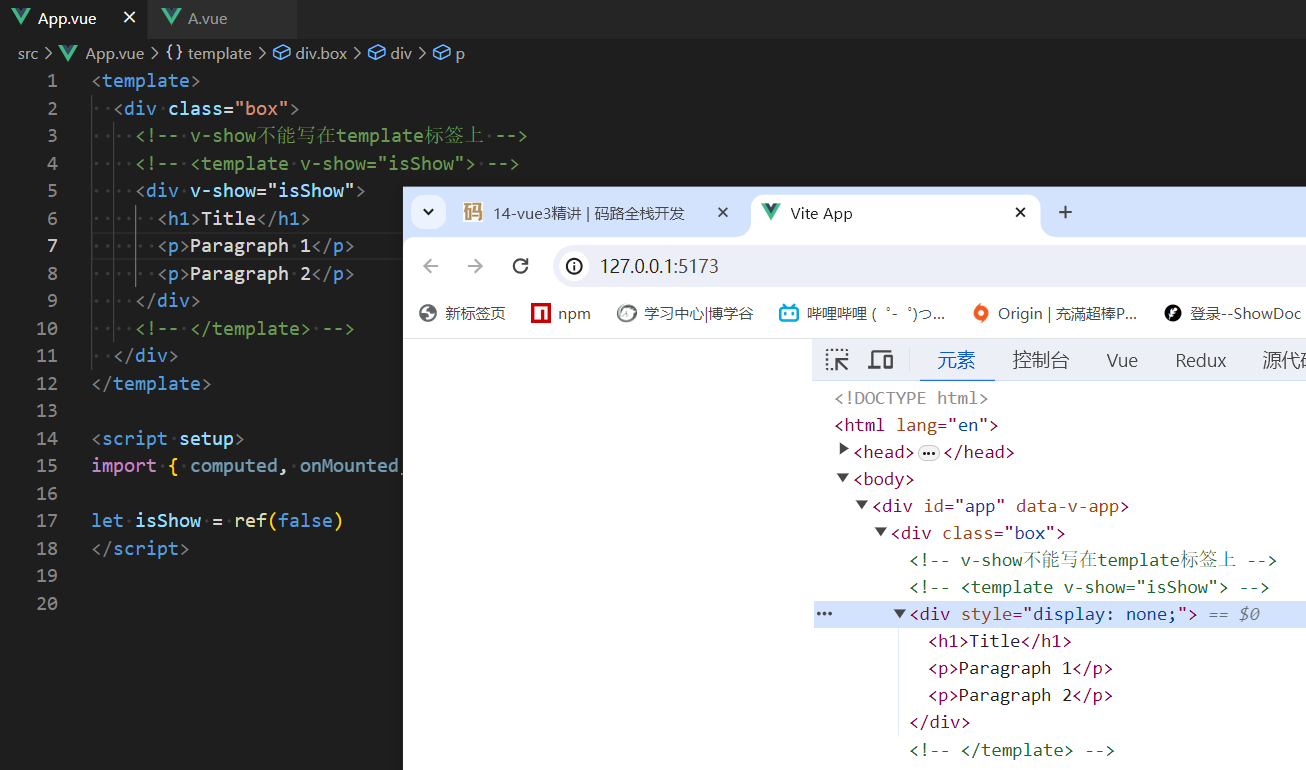 App.vue × A.vue
src > App.vue > {} template > div.box > div > p
1 <template>
2 <div class="box">
3 <!-- v-show不能写在template标签上 -->
4 <!-- <template v-show="isShow"> -->
5 <div v-show="isShow">
6 <h1>Title</h1>
7 <p>Paragraph 1</p>
8 <p>Paragraph 2</p>
9 </div>
10 <!-- </template> -->
11 </div>
12 </template>
13
14 <script setup>
15 import { computed, onMounted
16
17 let isShow = ref(false)
18 </script>
19
20
码 14-vue3精讲 | 码路全栈开发 × Vite App × +
127.0.0.1:5173
新标签页 npm 学习中心|博学谷 哔哩哔哩 (゜-゜)つ... Origin | 充满超棒P... 登录--ShowDoc
元素 控制台 Vue Redux 源代码
<!DOCTYPE html>
<html lang="en">
<head>…</head>
<body>
<div id="app" data-v-app>
<div class="box">
<!-- v-show不能写在template标签上 -->
<!-- <template v-show="isShow"> -->
<div style="display: none;"> == $0
<h1>Title</h1>
<p>Paragraph 1</p>
<p>Paragraph 2</p>
</div>
<!-- </template> -->